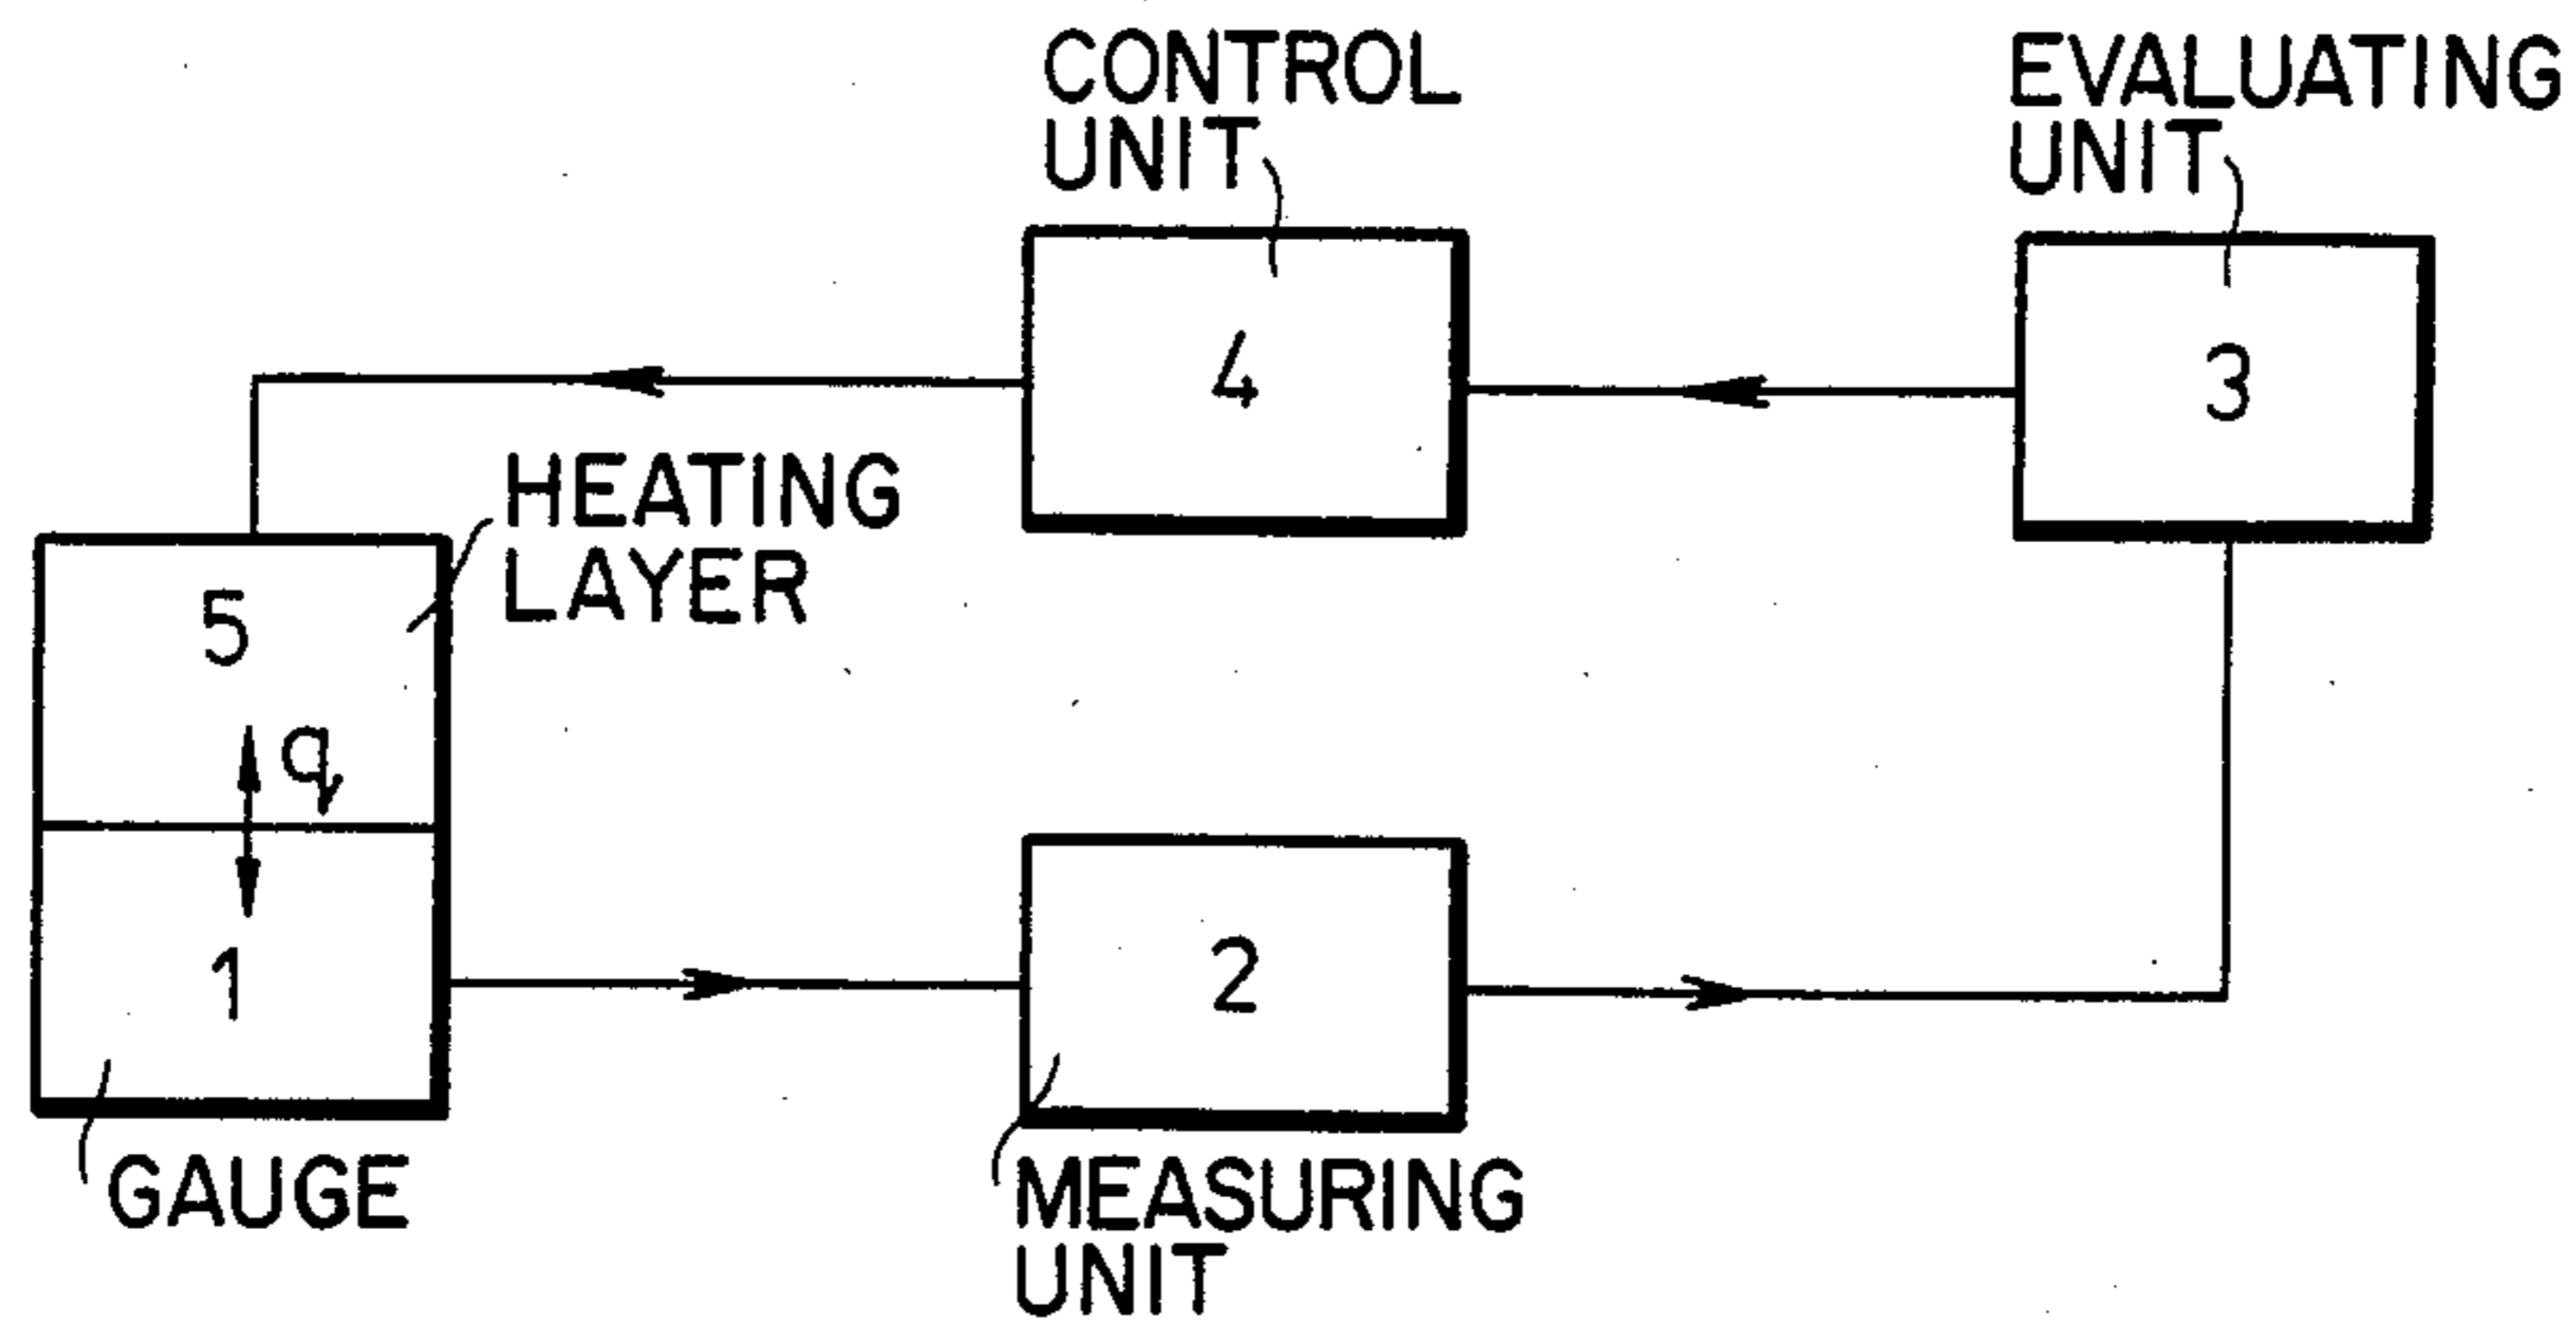 CONTROL
UNIT
EVALUATING
UNIT
4
3
HEATING
LAYER
5
q
1
2
GAUGE
MEASURING
UNIT